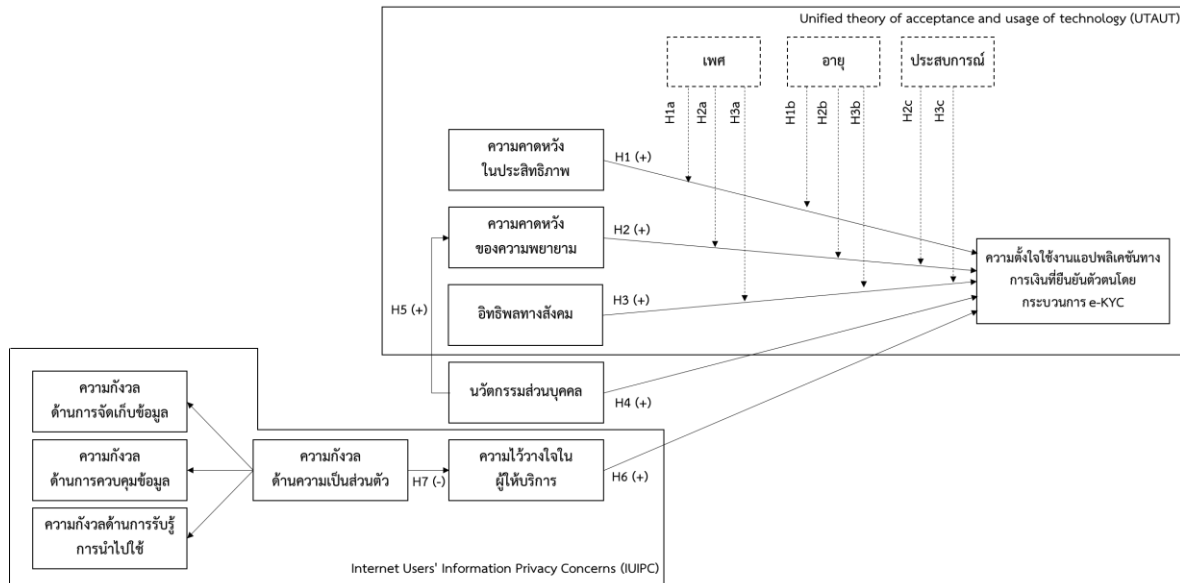 Unified theory of acceptance and usage of technology (UTAUT)
เพศ
อายุ
ประสบการณ์
H1a
H2a
H3a
H1b
H2b
H3b
H2c
H3c
ความคาดหวัง
ในประสิทธิภาพ
H1 (+)
ความคาดหวัง
ของความพยายาม
H2 (+)
ความตั้งใจใช้งานแอปพลิเคชันทาง
การเงินที่ยืนยันตัวตนโดย
กระบวนการ e-KYC
อิทธิพลทางสังคม
H3 (+)
H5 (+)
นวัตกรรมส่วนบุคคล
H4 (+)
ความกังวล
ด้านการจัดเก็บข้อมูล
ความกังวล
ด้านการควบคุมข้อมูล
ความกังวล
ด้านความเป็นส่วนตัว
H7 (-)
ความไว้วางใจใน
ผู้ให้บริการ
H6 (+)
ความกังวลด้านการรับรู้
การนำไปใช้
Internet Users' Information Privacy Concerns (IUIPC)